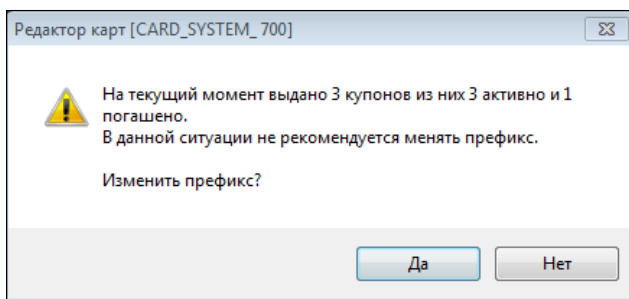 Редактор карт [CARD_SYSTEM_ 700]
На текущий момент выдано 3 купонов из них 3 активно и 1
погашено.
В данной ситуации не рекомендуется менять префикс.
Изменить префикс?
Да
Нет